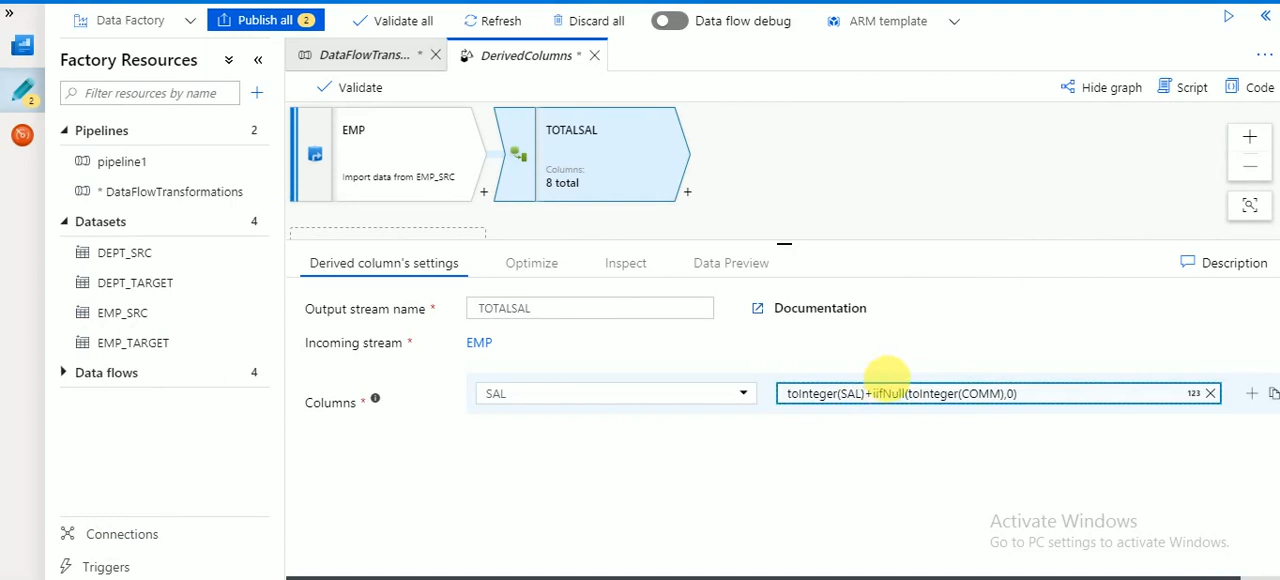 »
Data Factory
Publish all 2
Validate all
Refresh
Discard all
Data flow debug
ARM template
«
Factory Resources
«
DataFlowTrans... *
DerivedColumns *
...
Filter resources by name
+
Validate
Hide graph
Script
Code
2
Pipelines 2
pipeline1
* DataFlowTransformations
Datasets 4
DEPT_SRC
DEPT_TARGET
EMP_SRC
EMP_TARGET
Data flows 4
Connections
Triggers
EMP
Import data from EMP_SRC
+
TOTALSAL
Columns:
8 total
+
Derived column's settings
Optimize
Inspect
Data Preview
Description
Output stream name *
TOTALSAL
Documentation
Incoming stream *
EMP
Columns *
SAL
toInteger(SAL)+iifNull(toInteger(COMM),0)
123
Activate Windows
Go to PC settings to activate Windows.